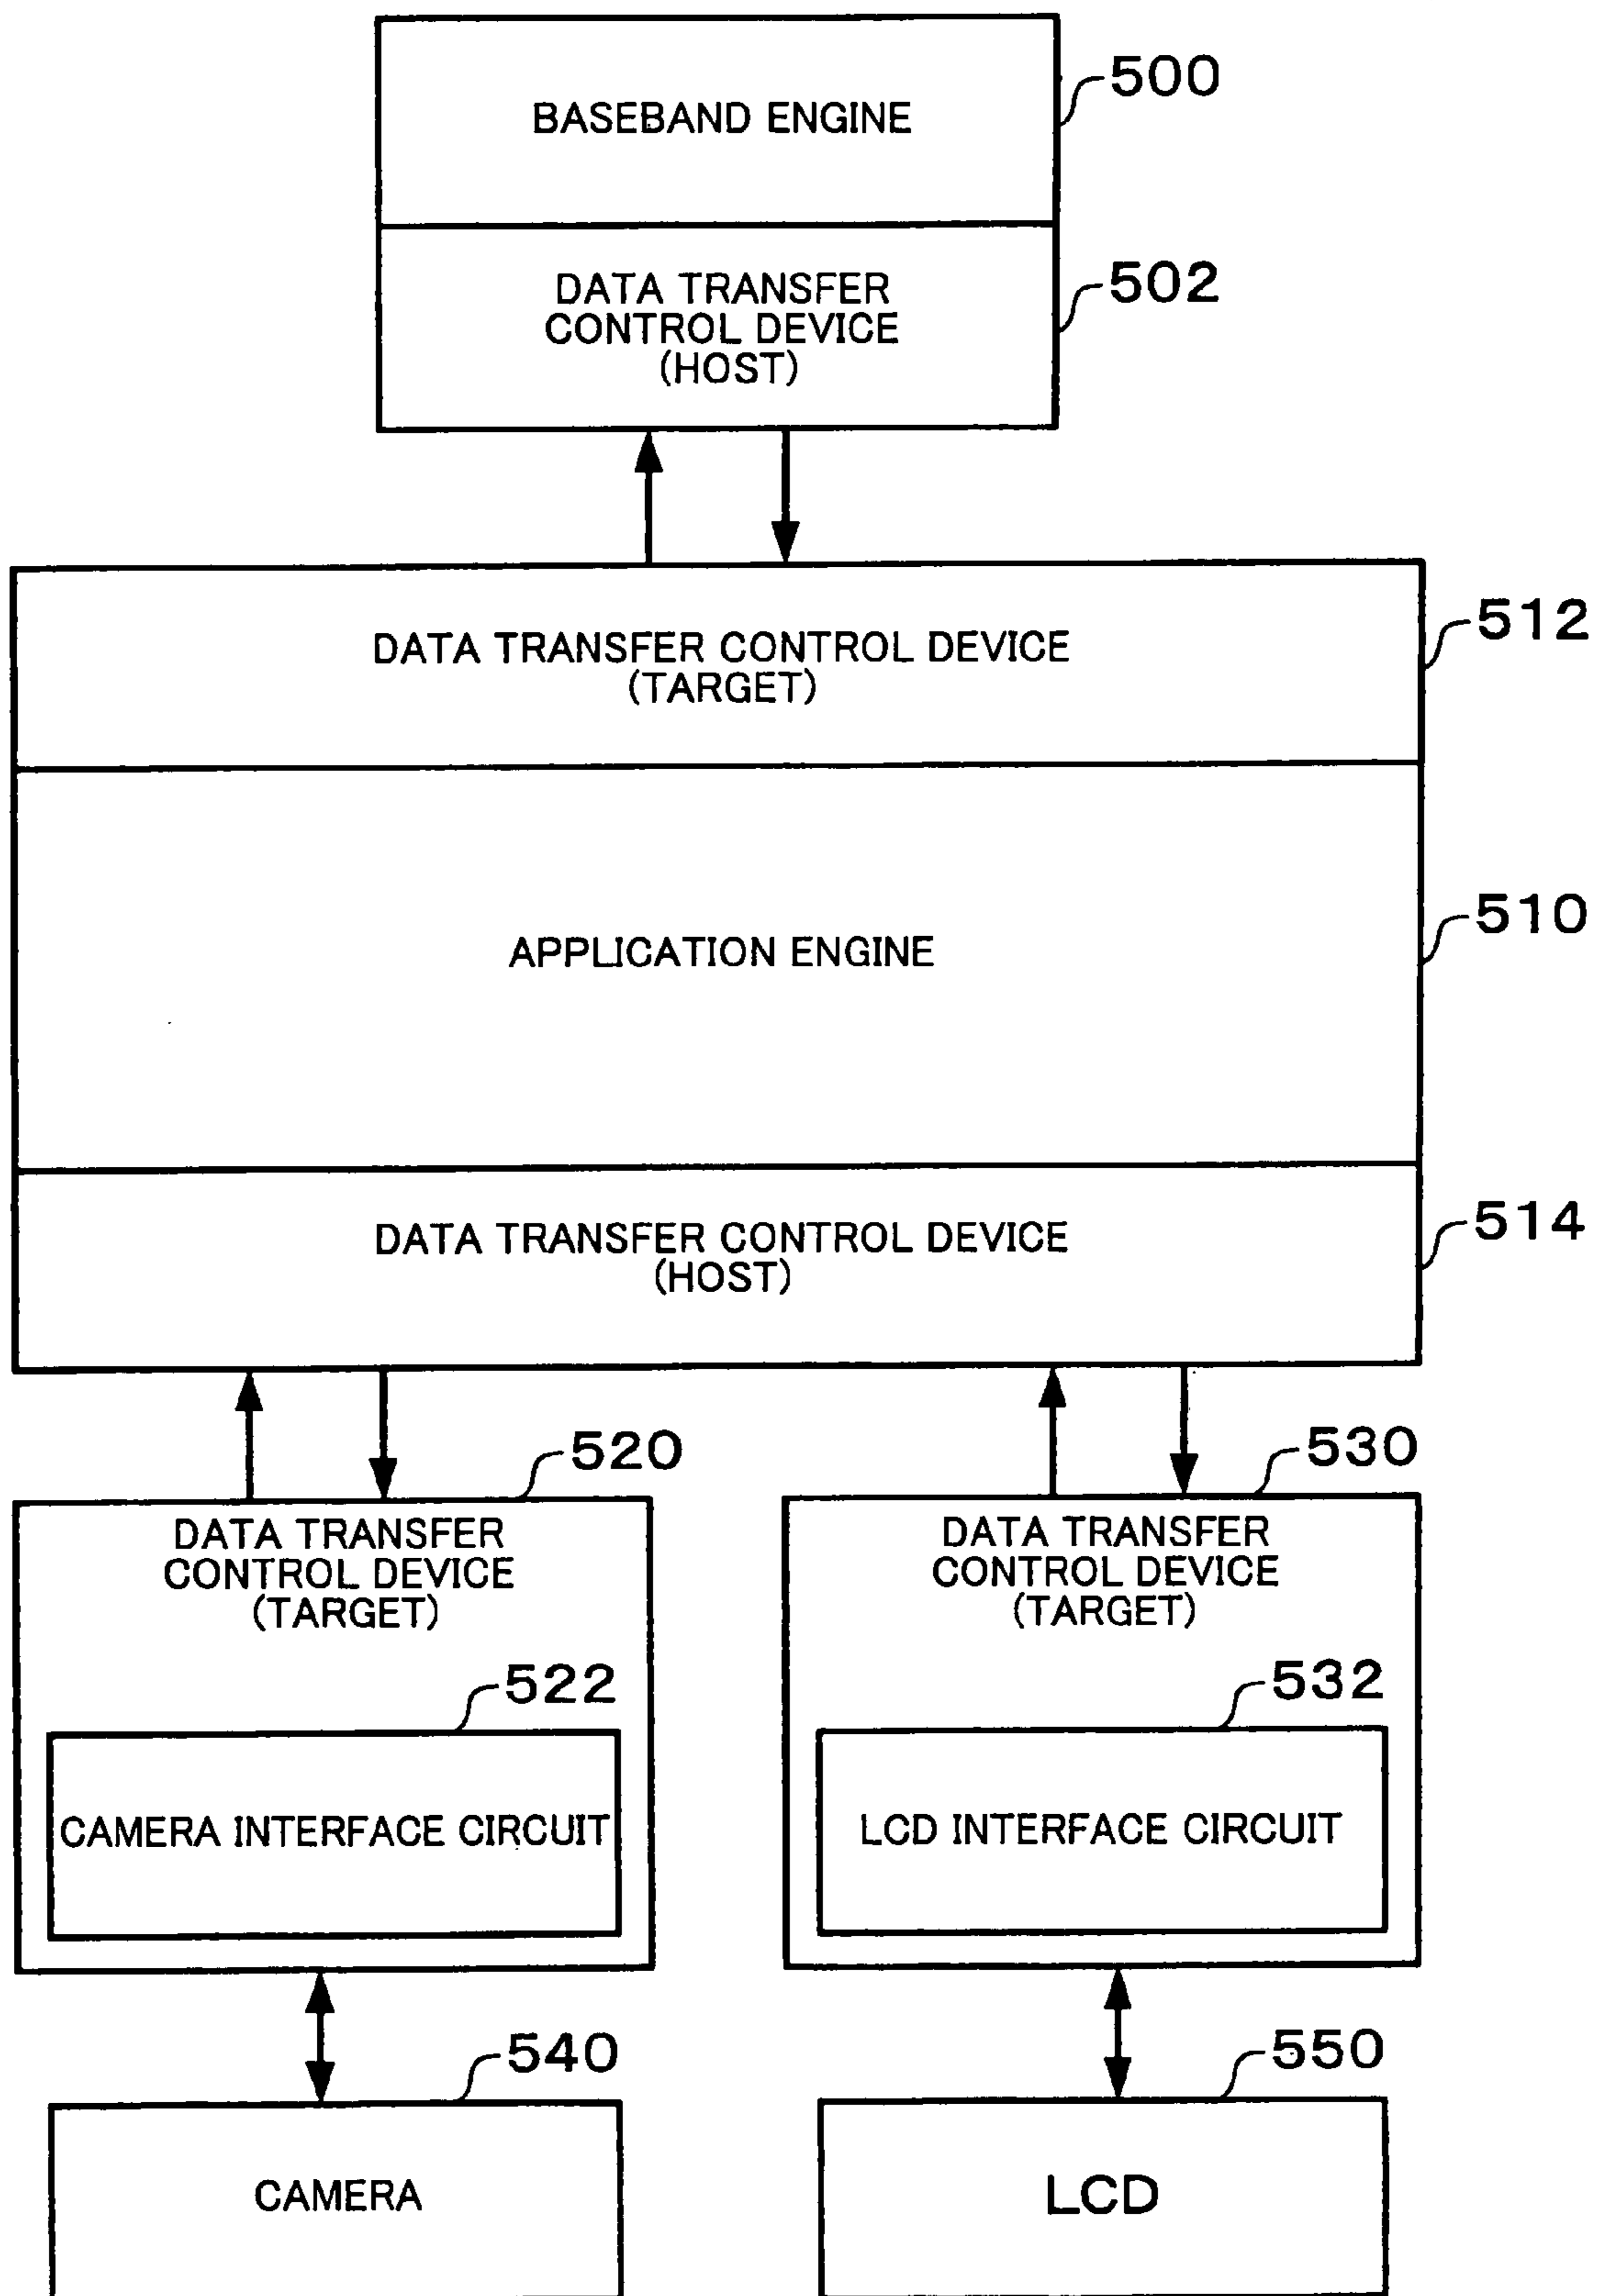 500
BASEBAND ENGINE
DATA TRANSFER
CONTROL DEVICE
(HOST)
502
DATA TRANSFER CONTROL DEVICE
(TARGET)
512
APPLICATION ENGINE
510
DATA TRANSFER CONTROL DEVICE
(HOST)
514
520
DATA TRANSFER
CONTROL DEVICE
(TARGET)
522
CAMERA INTERFACE CIRCUIT
530
DATA TRANSFER
CONTROL DEVICE
(TARGET)
532
LCD INTERFACE CIRCUIT
540
CAMERA
550
LCD